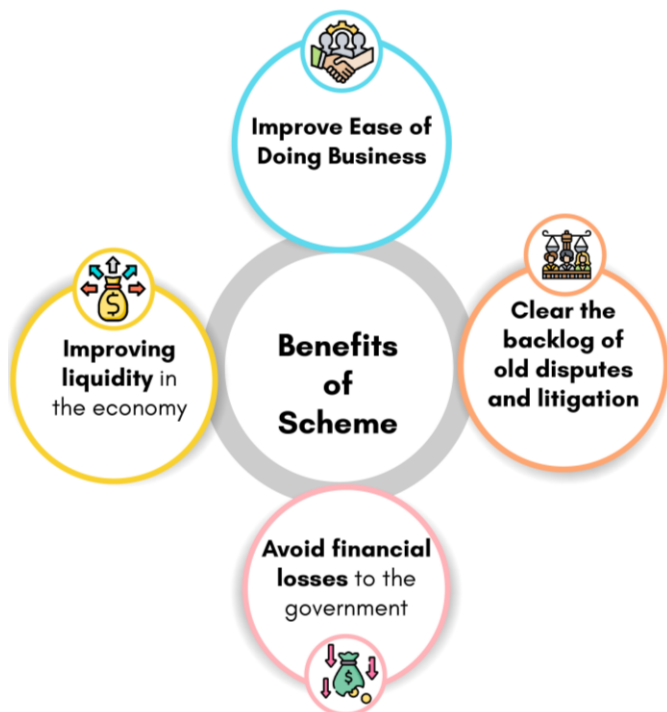 Improve Ease of
Doing Business
Clear the
backlog of
old disputes
and litigation
Benefits
of
Scheme
Improving
liquidity in
the economy
Avoid financial
losses to the
government